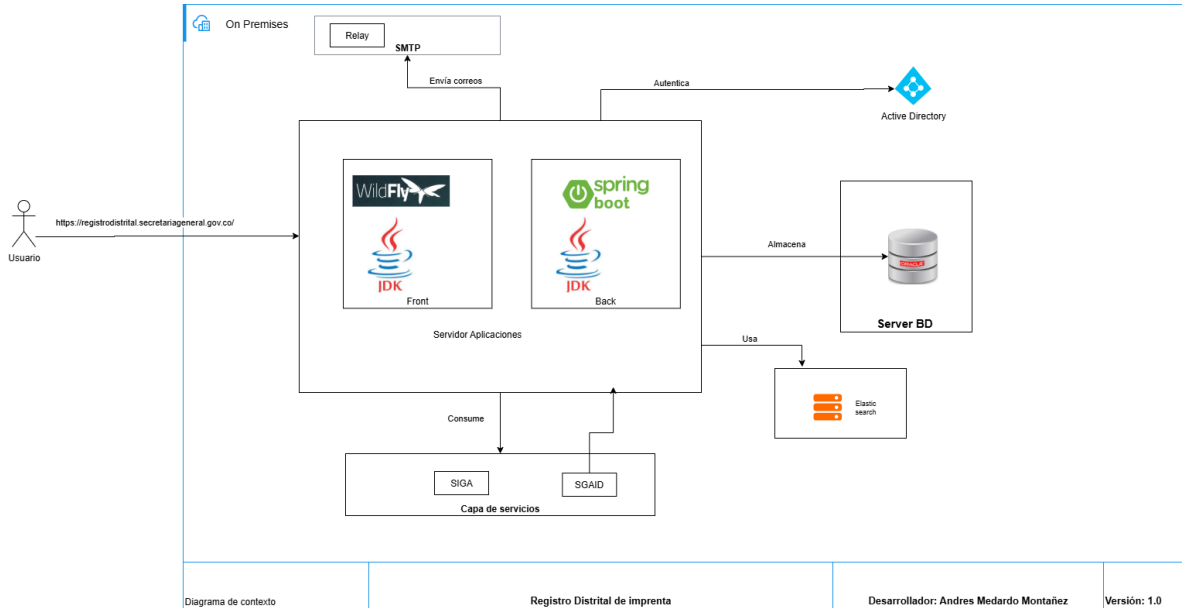 On Premises
Relay
SMTP
Envía correos
Autentica
Active Directory
WildFly
spring
boot
https://registrodistrital.secretariageneral.gov.co/
Usuario
JDK
Front
JDK
Back
Almacena
ORACLE
Server BD
Servidor Aplicaciones
Usa
Elastic
search
Consume
SIGA
SGAID
Capa de servicios
Diagrama de contexto
Registro Distrital de imprenta
Desarrollador: Andres Medardo Montañez
Versión: 1.0